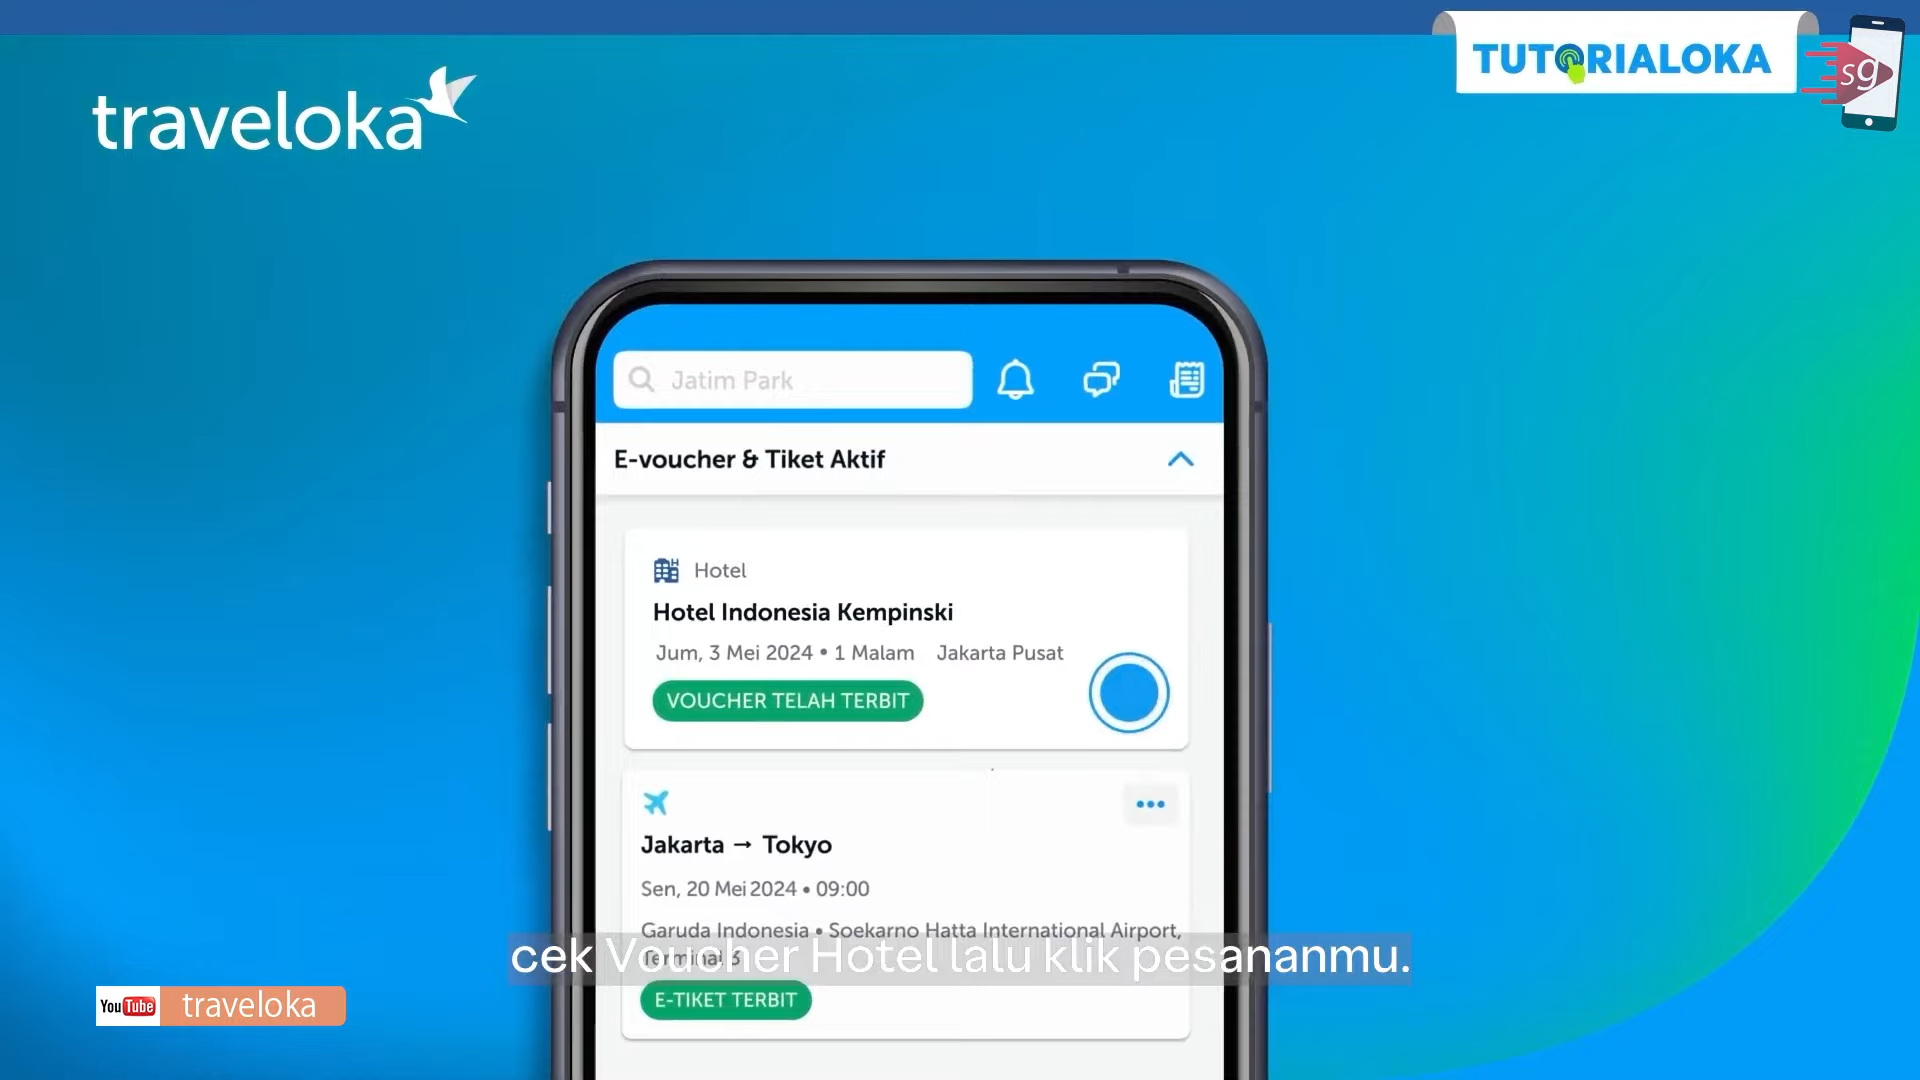 traveloka
TUTORIALOKA
sg
Jatim Park
E-voucher & Tiket Aktif
Hotel
Hotel Indonesia Kempinski
Jum, 3 Mei 2024 • 1 Malam Jakarta Pusat
VOUCHER TELAH TERBIT
Jakarta → Tokyo
Sen, 20 Mei 2024 • 09:00
Garuda Indonesia • Soekarno Hatta International Airport,
Terminal 3
cek Voucher Hotel lalu klik pesananmu.
E-TIKET TERBIT
YouTube traveloka